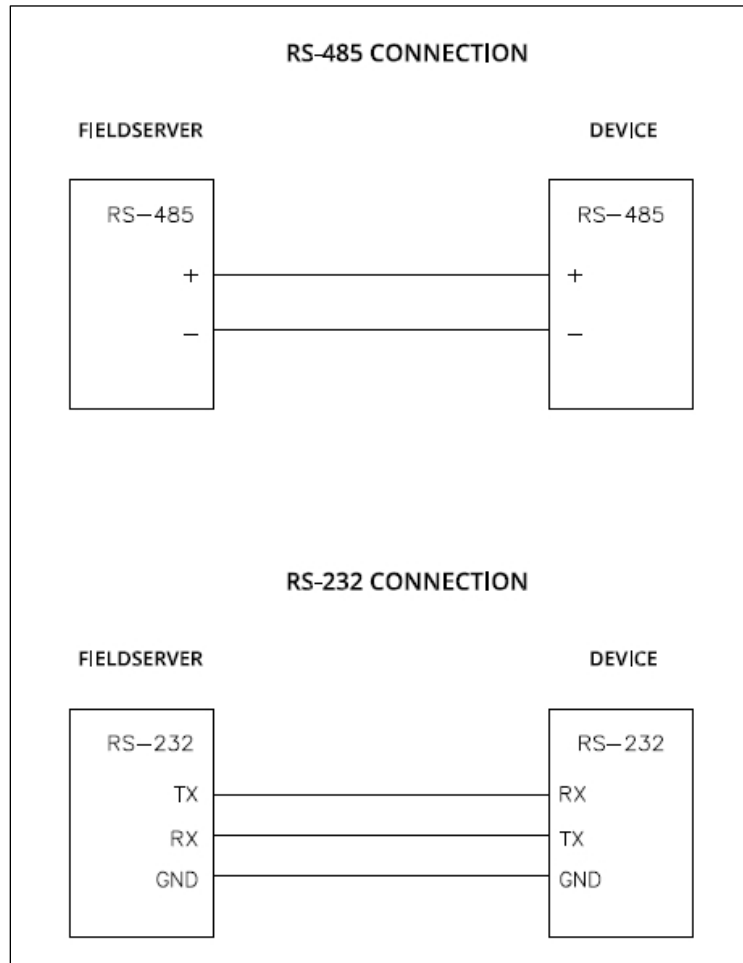 RS-485 CONNECTION
FIELDSERVER DEVICE
RS-485 RS-485
+ +
- -
RS-232 CONNECTION
FIELDSERVER DEVICE
RS-232 RS-232
TX RX
RX TX
GND GND